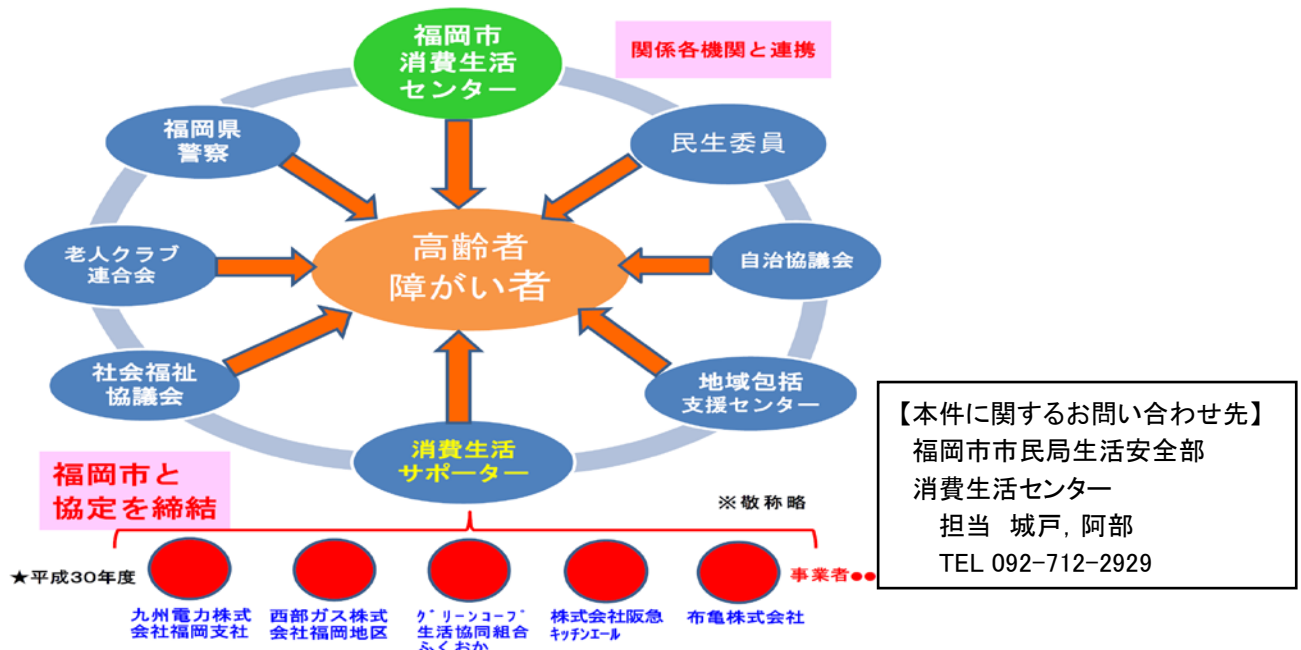 福岡市
消費生活
センター
関係各機関と連携
福岡県
警察
民生委員
老人クラブ
連合会
高齢者
障がい者
自治協議会
社会福祉
協議会
地域包括
支援センター
消費生活
サポーター
福岡市と
協定を締結
※敬称略
★平成30年度
事業者●●
九州電力株式
会社福岡支社
西部ガス株式
会社福岡地区
グリーンコープ
生活協同組合
ふくおか
株式会社阪急
キッチンエール
布亀株式会社
【本件に関するお問い合わせ先】
福岡市市民局生活安全部
消費生活センター
担当 城戸，阿部
TEL 092-712-2929